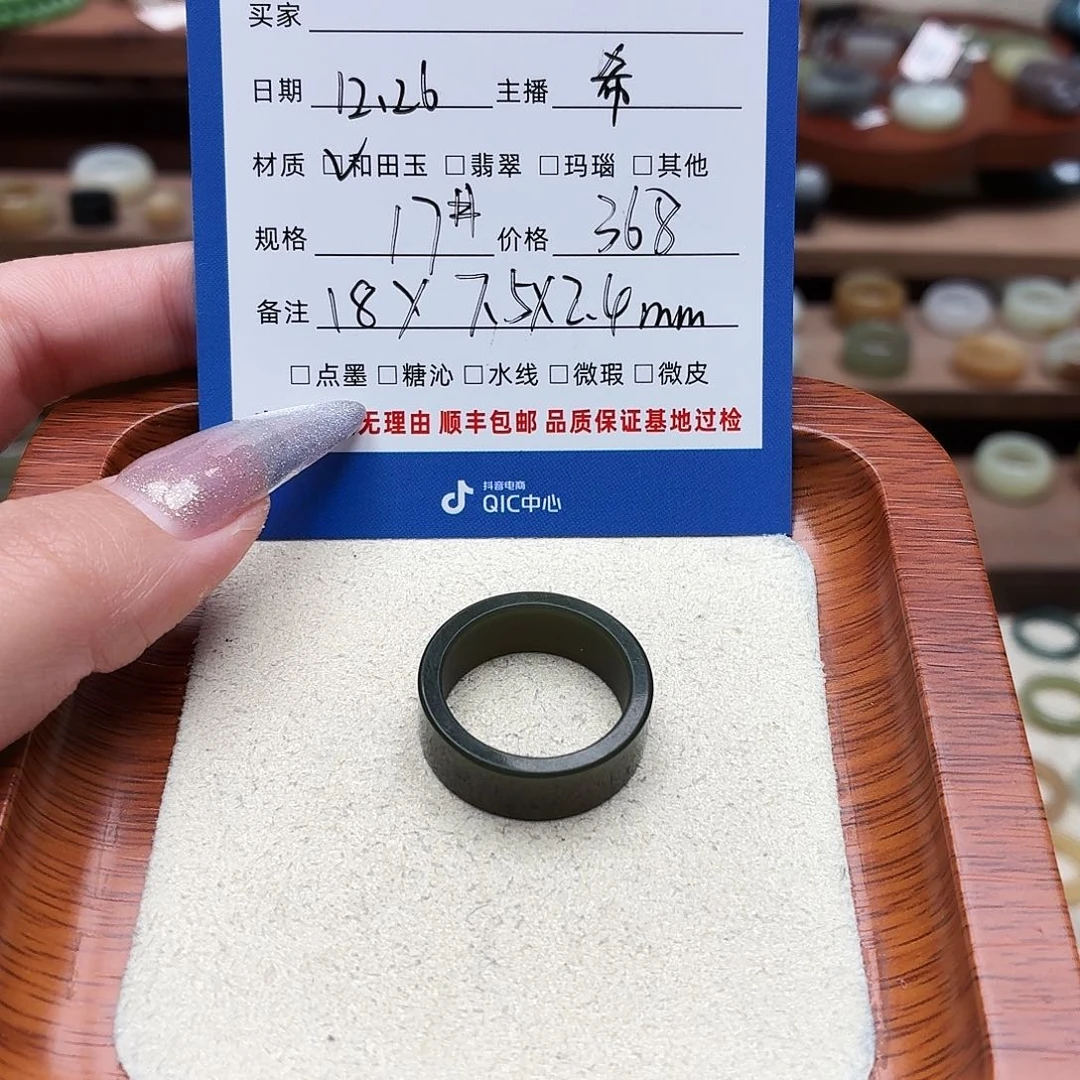 买家
日期 12.26 主播 希
材质 ☑和田玉 □翡翠 □玛瑙 □其他
规格 17# 价格 368
备注 18X 7.5X2.4mm
□点墨 □糖沁 □水线 □微瑕 □微皮
无理由 顺丰包邮 品质保证基地过检
抖音电商
QIC中心